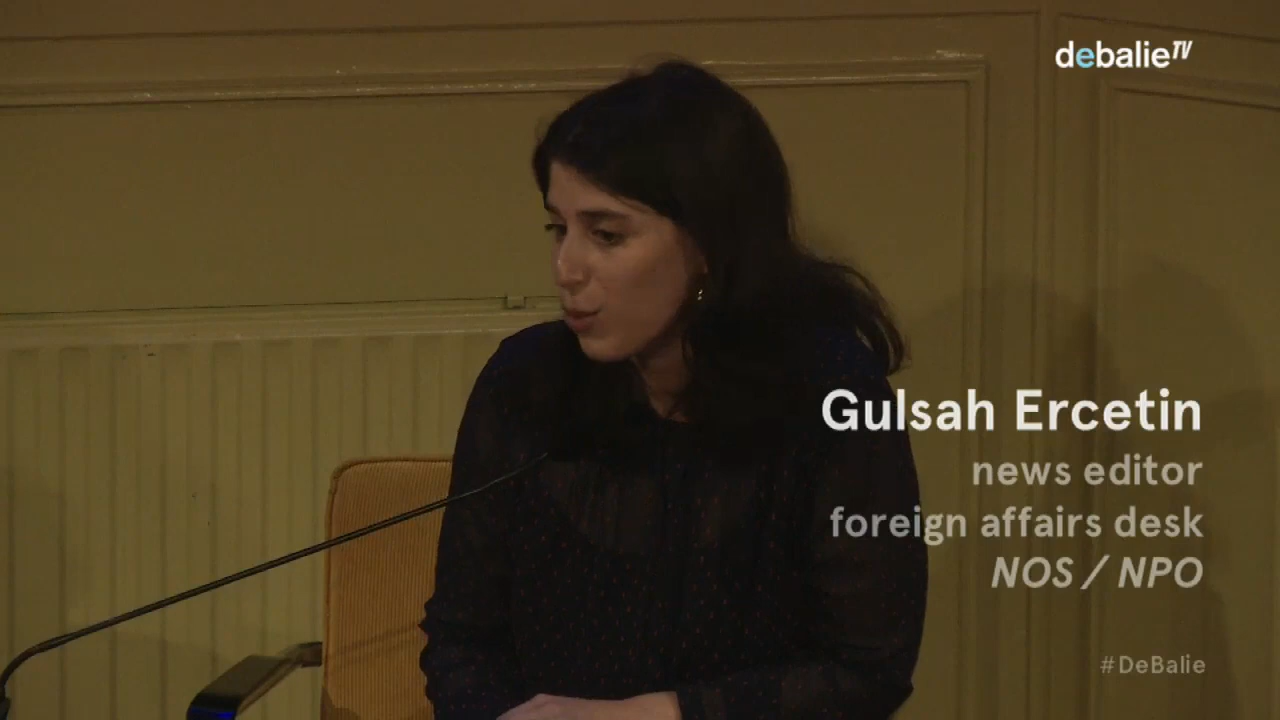 debalieTV
Gulsah Ercetin
news editor
foreign affairs desk
NOS / NPO
#DeBalie